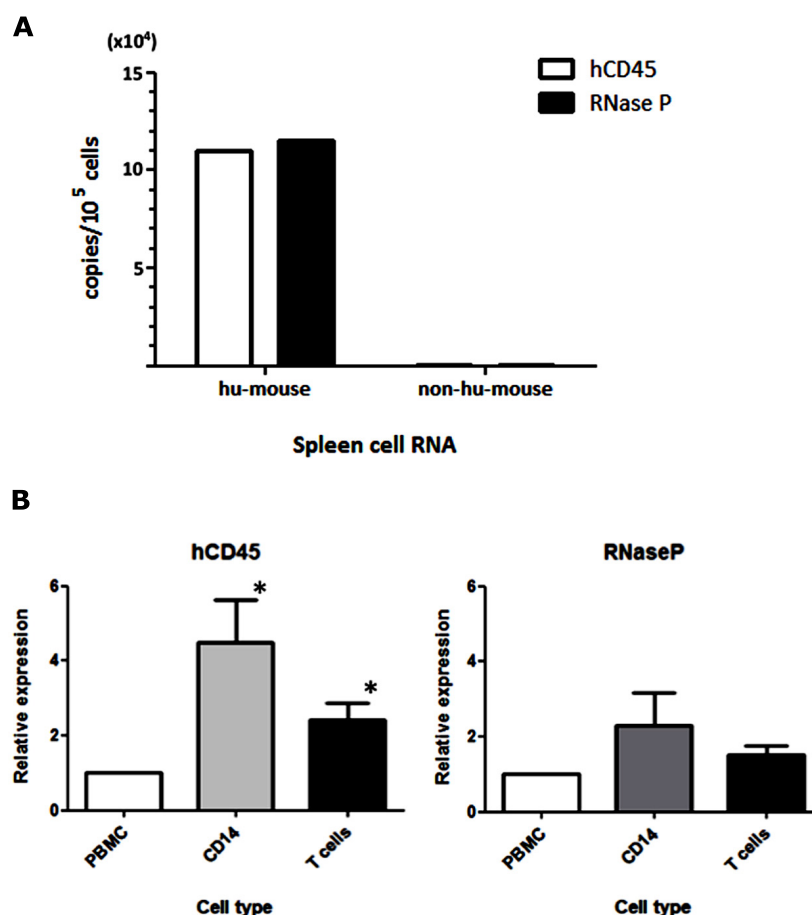 A
(x10⁴)
hCD45
RNase P
15
10
5
copies/10⁵ cells
hu-mouse non-hu-mouse
Spleen cell RNA
B
hCD45
6
4
2
0
Relative expression
*
*
PBMC CD14 T cells
Cell type
RNaseP
6
4
2
0
Relative expression
PBMC CD14 T cells
Cell type